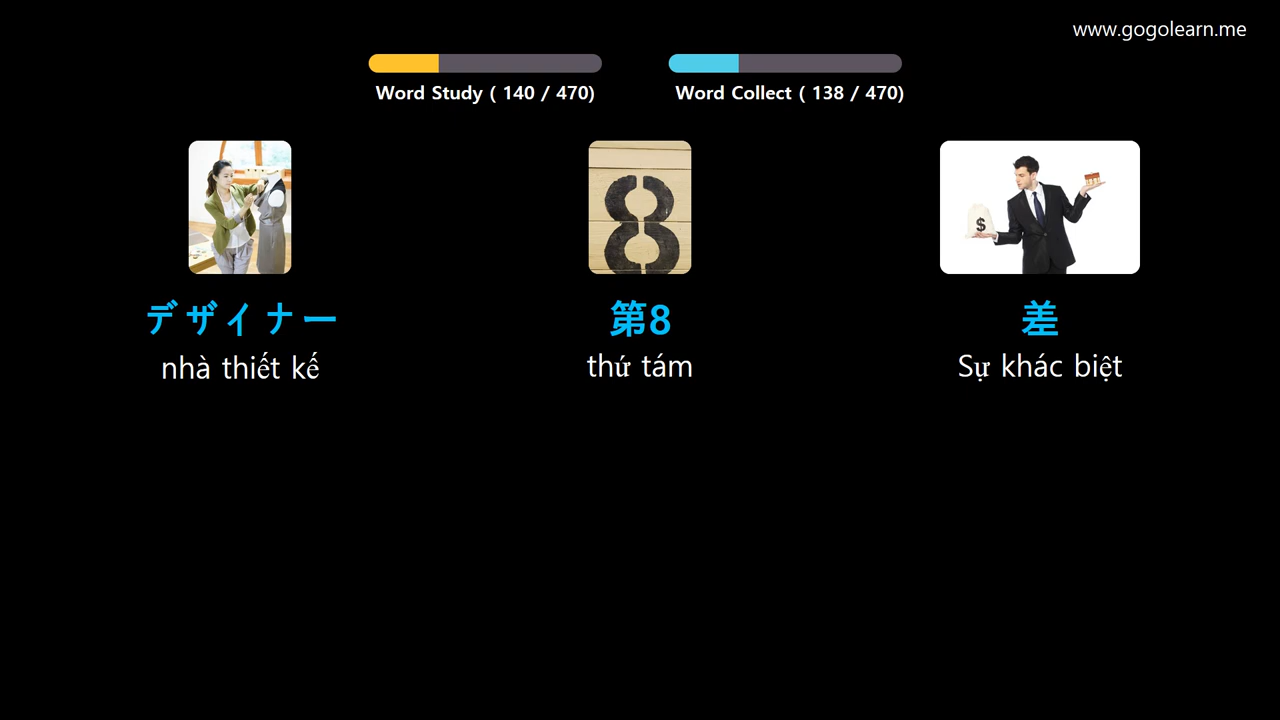 www.gogolearn.me
Word Study ( 140 / 470)
Word Collect ( 138 / 470)
$
8
デザイナー
第8
差
nhà thiết kế
thứ tám
Sự khác biệt